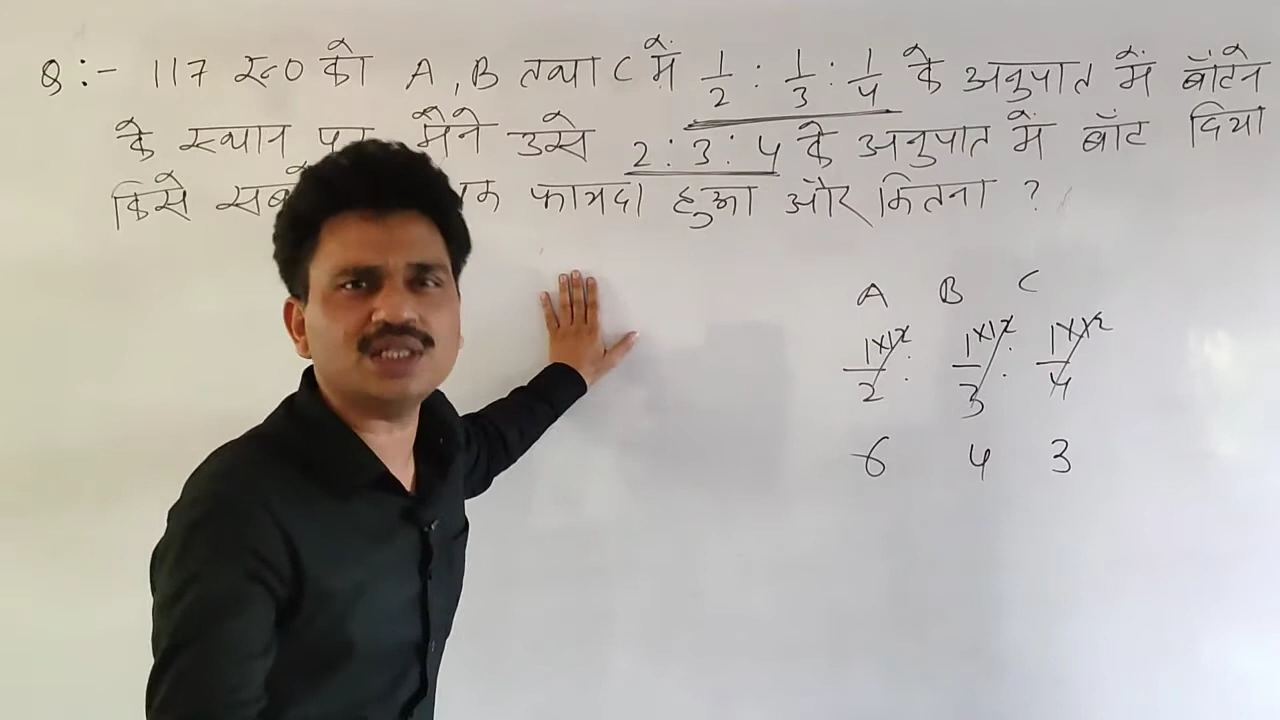 Q:- 117 रु0 को A, B तथा C में 1/2 : 1/3 : 1/4 के अनुपात में बाँटने
के स्थान पर मैंने उसे 2:3:4 के अनुपात में बाँट दिया
किसे फायदा हुआ और कितना ?
A B C
1×12/2 : 1×12/3 : 1×12/4
6 4 3